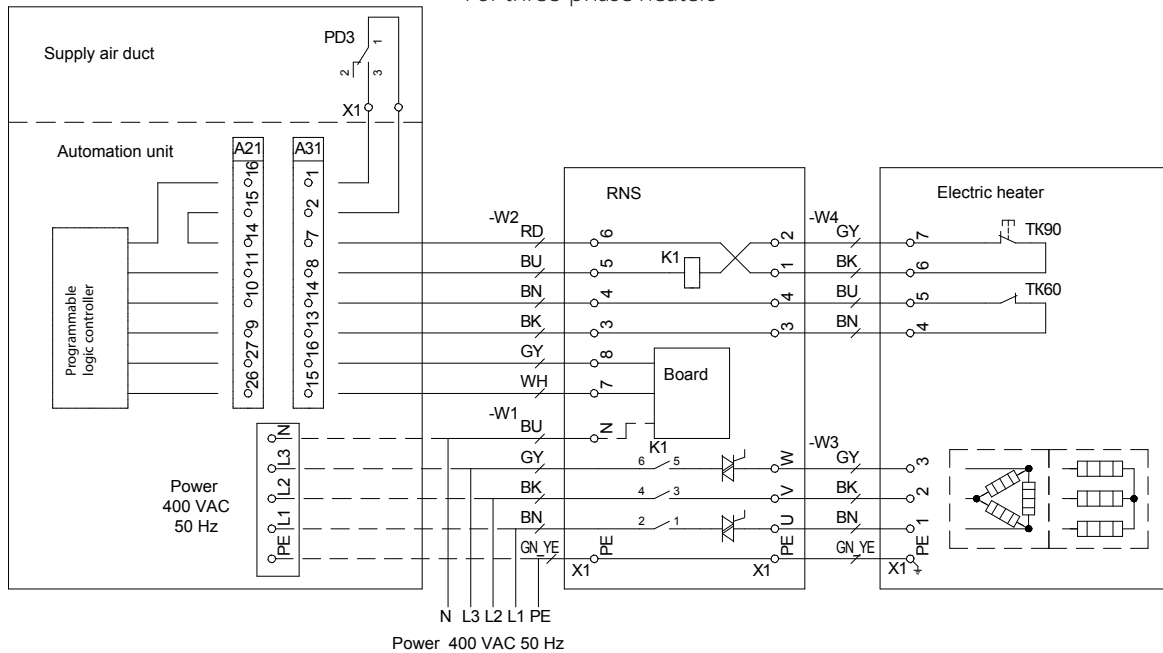 For three-phase heaters
Supply air duct
PD3
1
2
3
X1
Automation unit
A21
A31
16
15
14
11
10
9
27
26
1
2
7
8
14
13
16
15
Programmable
logic controller
Power
400 VAC
50 Hz
N
L3
L2
L1
PE
-W2
RD
BU
BN
BK
GY
WH
-W1
BU
GY
BK
BN
GN_YE
N L3 L2 L1 PE
Power 400 VAC 50 Hz
RNS
6
5
4
3
8
7
N
K1
Board
K1
6 5
4 3
2 1
PE
X1
2
1
4
3
W
V
U
PE
X1
-W4
GY
BK
BU
BN
-W3
GY
BK
BN
GN_YE
Electric heater
7
6
5
4
TK90
TK60
3
2
1
PE
X1